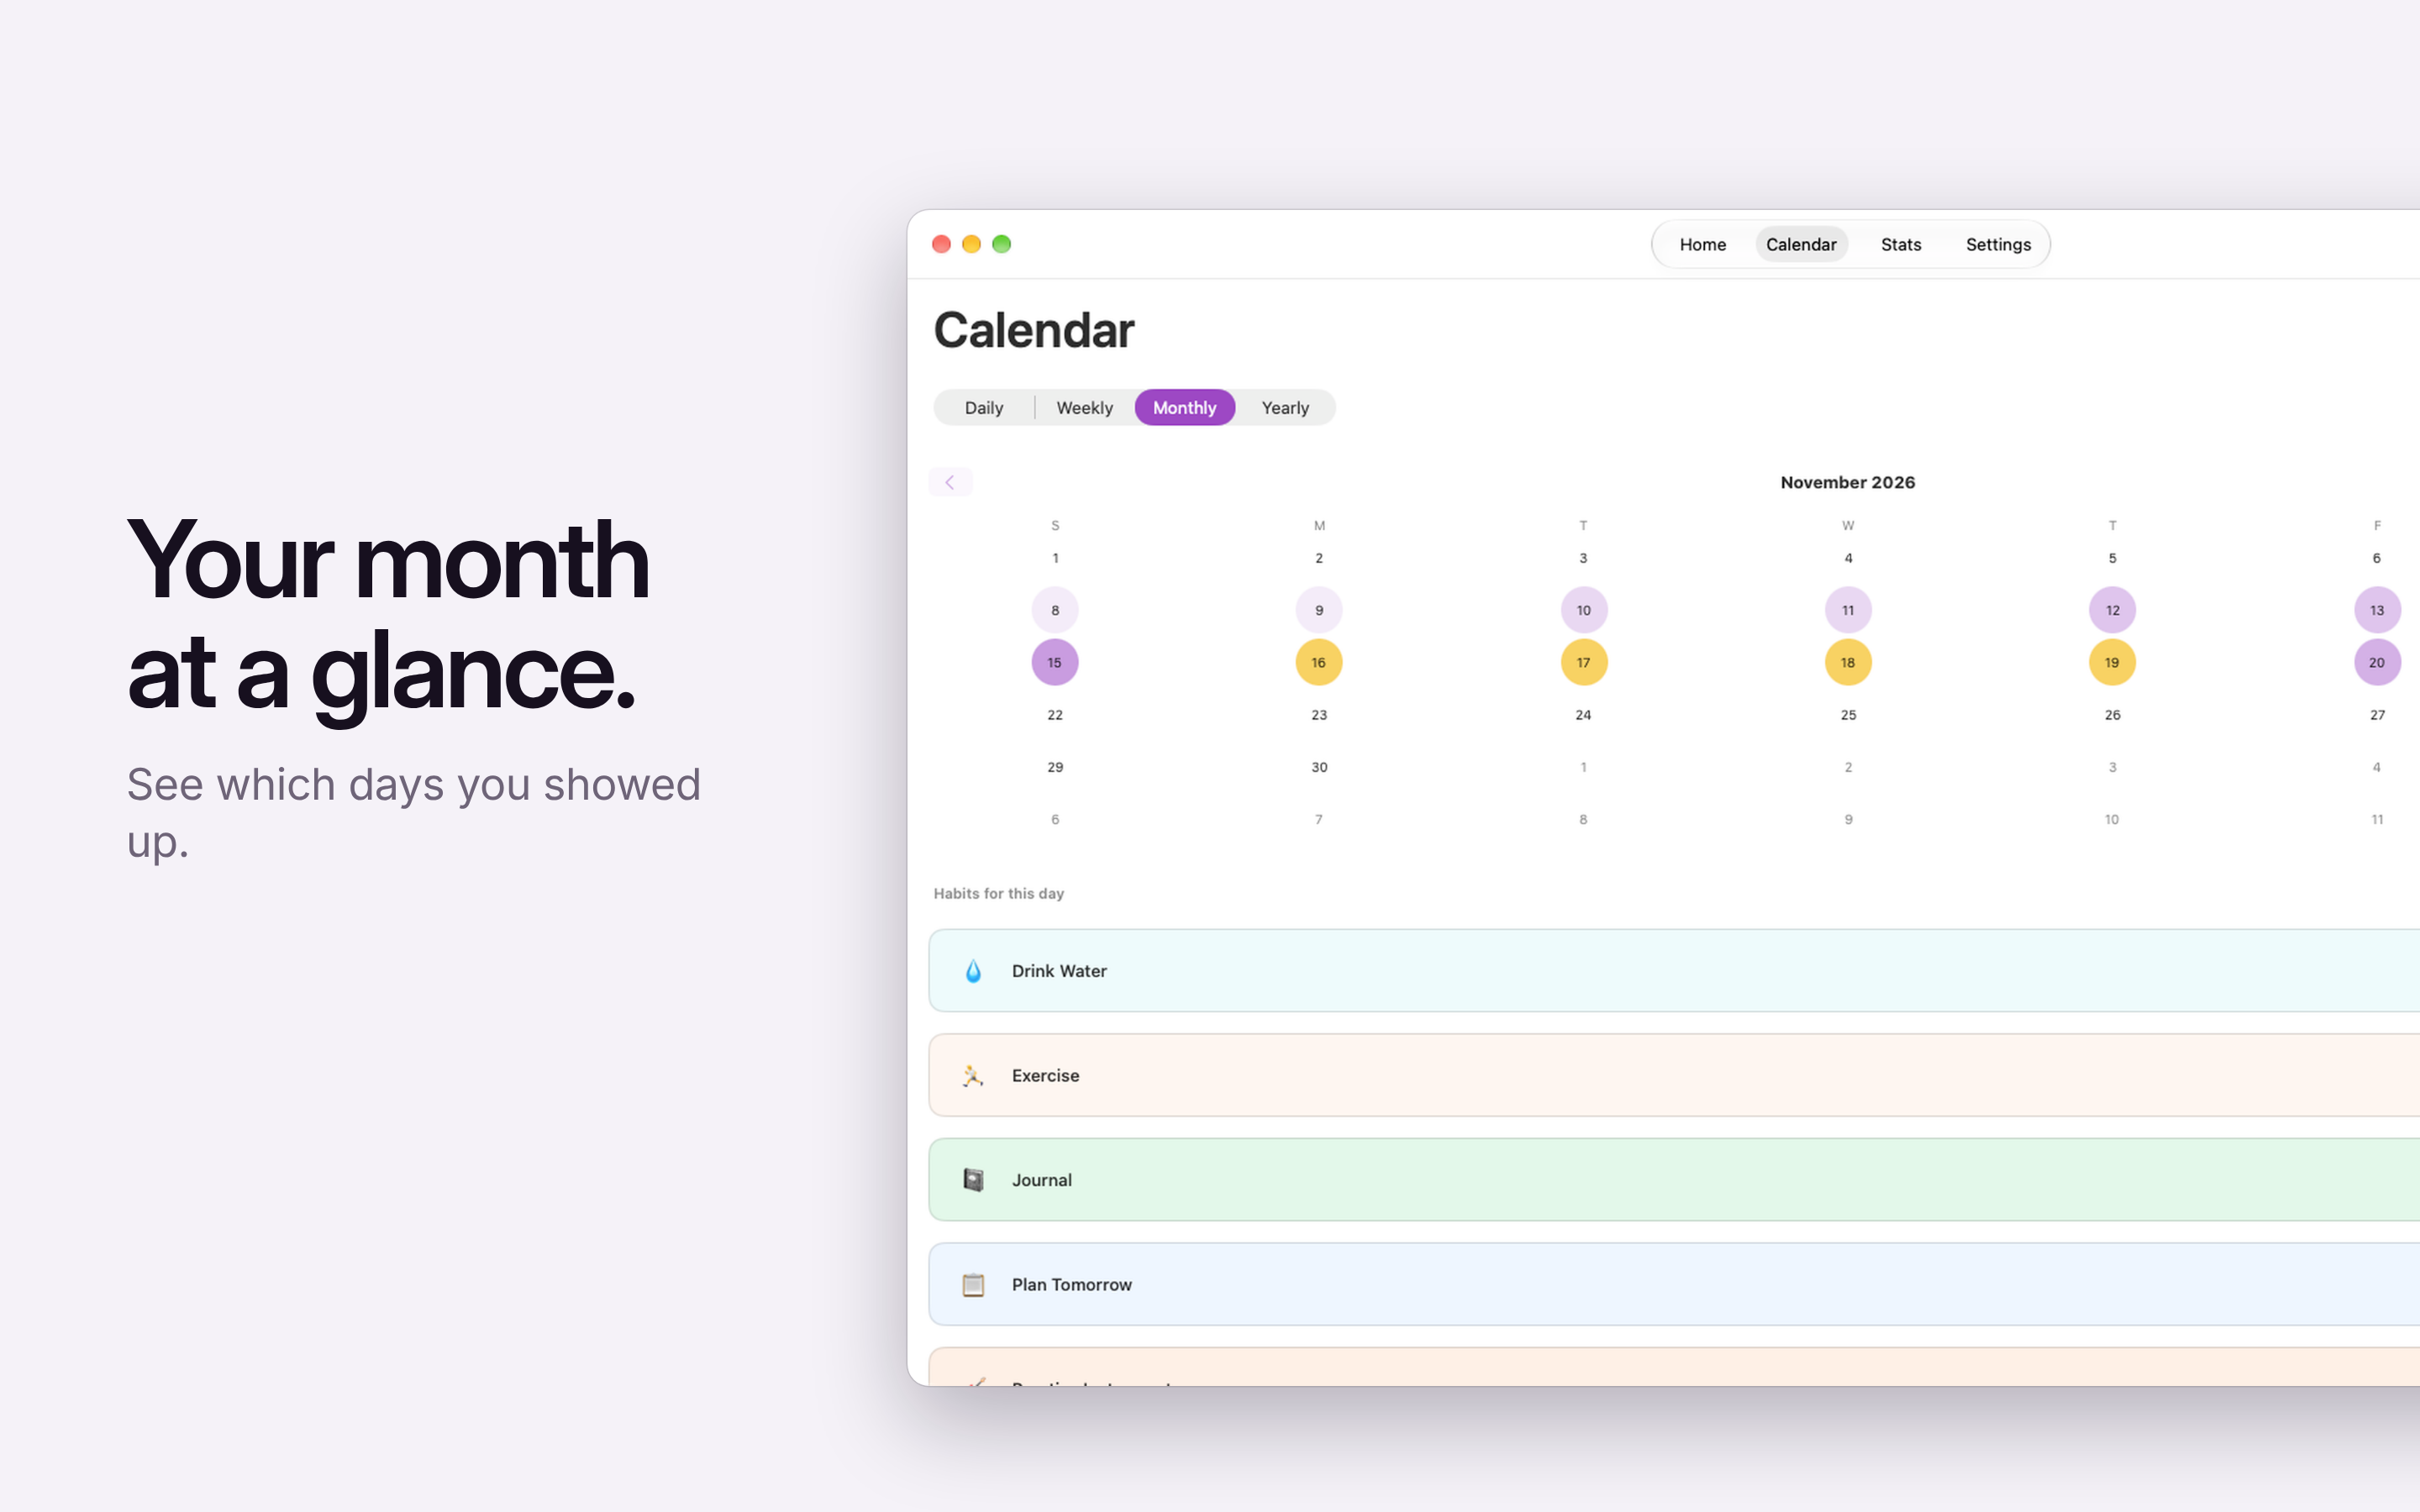 Your month
at a glance.
See which days you showed
up.
Home Calendar Stats Settings
Calendar
Daily Weekly Monthly Yearly
November 2026
S M T W T F
1 2 3 4 5 6
8 9 10 11 12 13
15 16 17 18 19 20
22 23 24 25 26 27
29 30 1 2 3 4
6 7 8 9 10 11
Habits for this day
Drink Water
Exercise
Journal
Plan Tomorrow